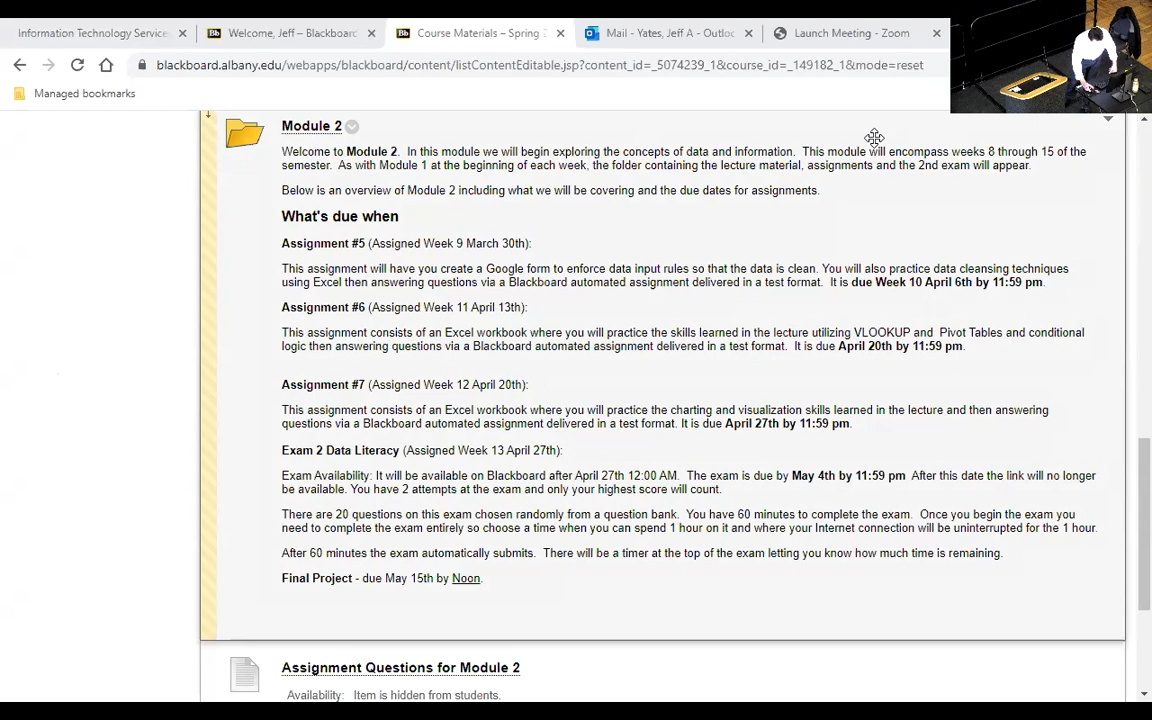 Information Technology Service
Welcome, Jeff – Blackboard
Course Materials – Spring
Mail - Yates, Jeff A - Outlo
Launch Meeting - Zoom
blackboard.albany.edu/webapps/blackboard/content/listContentEditable.jsp?content_id=_5074239_1&course_id=_149182_1&mode=reset
Managed bookmarks
Module 2
Welcome to Module 2. In this module we will begin exploring the concepts of data and information. This module will encompass weeks 8 through 15 of the
semester. As with Module 1 at the beginning of each week, the folder containing the lecture material, assignments and the 2nd exam will appear.
Below is an overview of Module 2 including what we will be covering and the due dates for assignments.
What's due when
Assignment #5 (Assigned Week 9 March 30th):
This assignment will have you create a Google form to enforce data input rules so that the data is clean. You will also practice data cleansing techniques
using Excel then answering questions via a Blackboard automated assignment delivered in a test format. It is due Week 10 April 6th by 11:59 pm.
Assignment #6 (Assigned Week 11 April 13th):
This assignment consists of an Excel workbook where you will practice the skills learned in the lecture utilizing VLOOKUP and Pivot Tables and conditional
logic then answering questions via a Blackboard automated assignment delivered in a test format. It is due April 20th by 11:59 pm.
Assignment #7 (Assigned Week 12 April 20th):
This assignment consists of an Excel workbook where you will practice the charting and visualization skills learned in the lecture and then answering
questions via a Blackboard automated assignment delivered in a test format. It is due April 27th by 11:59 pm.
Exam 2 Data Literacy (Assigned Week 13 April 27th):
Exam Availability: It will be available on Blackboard after April 27th 12:00 AM. The exam is due by May 4th by 11:59 pm After this date the link will no longer
be available. You have 2 attempts at the exam and only your highest score will count.
There are 20 questions on this exam chosen randomly from a question bank. You have 60 minutes to complete the exam. Once you begin the exam you
need to complete the exam entirely so choose a time when you can spend 1 hour on it and where your Internet connection will be uninterrupted for the 1 hour.
After 60 minutes the exam automatically submits. There will be a timer at the top of the exam letting you know how much time is remaining.
Final Project - due May 15th by Noon.
Assignment Questions for Module 2
Availability: Item is hidden from students.